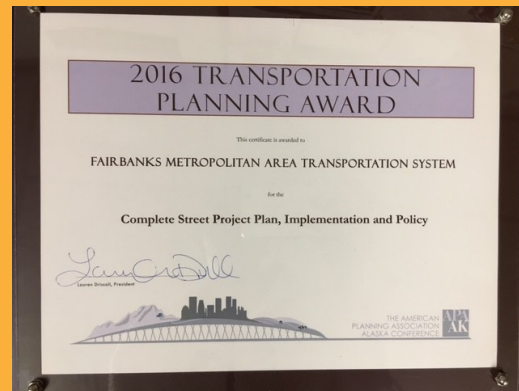 2016 TRANSPORTATION
PLANNING AWARD
This certificate is awarded to
FAIRBANKS METROPOLITAN AREA TRANSPORTATION SYSTEM
for the
Complete Street Project Plan, Implementation and Policy
Lauren Driscoll, President
THE AMERICAN
PLANNING ASSOCIATION
ALASKA CONFERENCE
APA
AK